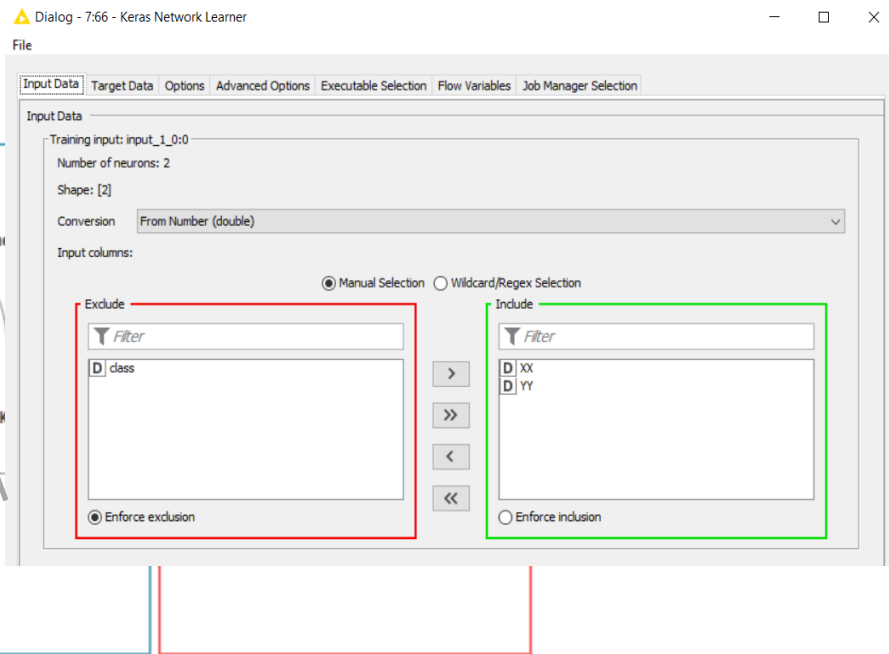 Dialog - 7:66 - Keras Network Learner
File
Input Data Target Data Options Advanced Options Executable Selection Flow Variables Job Manager Selection
Input Data
Training input: input_1_0:0
Number of neurons: 2
Shape: [2]
Conversion From Number (double)
Input columns:
Manual Selection Wildcard/Regex Selection
Exclude Include
Filter Filter
D class > D XX
D YY
>>
<
<<
Enforce exclusion Enforce inclusion